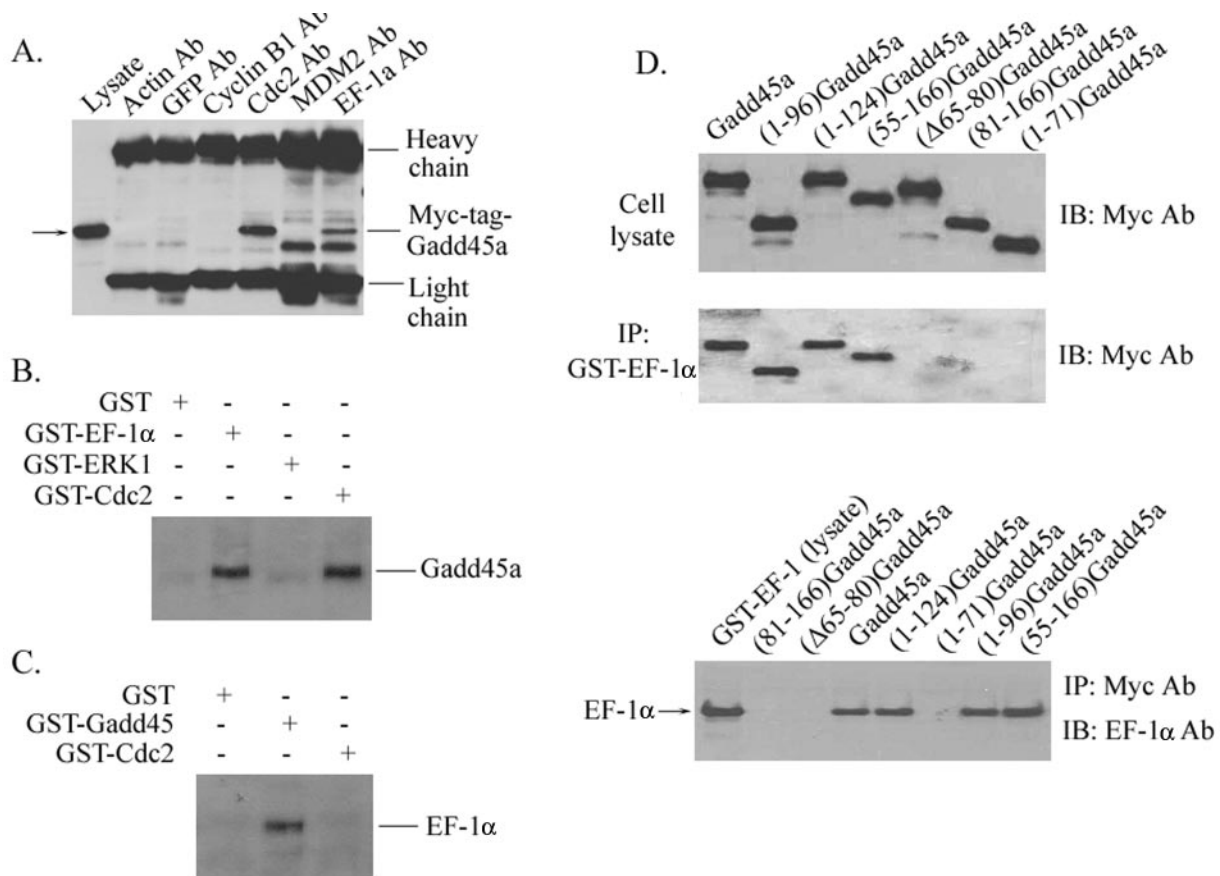 A.
Lysate
Actin Ab
GFP Ab
Cyclin B1 Ab
Cdc2 Ab
MDM2 Ab
EF-1a Ab
Heavy
chain
Myc-tag-
Gadd45a
Light
chain
B.
GST + - - -
GST-EF-1α - + - -
GST-ERK1 - - + -
GST-Cdc2 - - - +
Gadd45a
C.
GST + - -
GST-Gadd45 - + -
GST-Cdc2 - - +
EF-1α
D.
Gadd45a
(1-96)Gadd45a
(1-124)Gadd45a
(55-166)Gadd45a
(Δ65-80)Gadd45a
(81-166)Gadd45a
(1-71)Gadd45a
Cell
lysate
IB: Myc Ab
IP:
GST-EF-1α
IB: Myc Ab
GST-EF-1 (lysate)
(81-166)Gadd45a
(Δ65-80)Gadd45a
Gadd45a
(1-124)Gadd45a
(1-71)Gadd45a
(1-96)Gadd45a
(55-166)Gadd45a
EF-1α
IP: Myc Ab
IB: EF-1α Ab